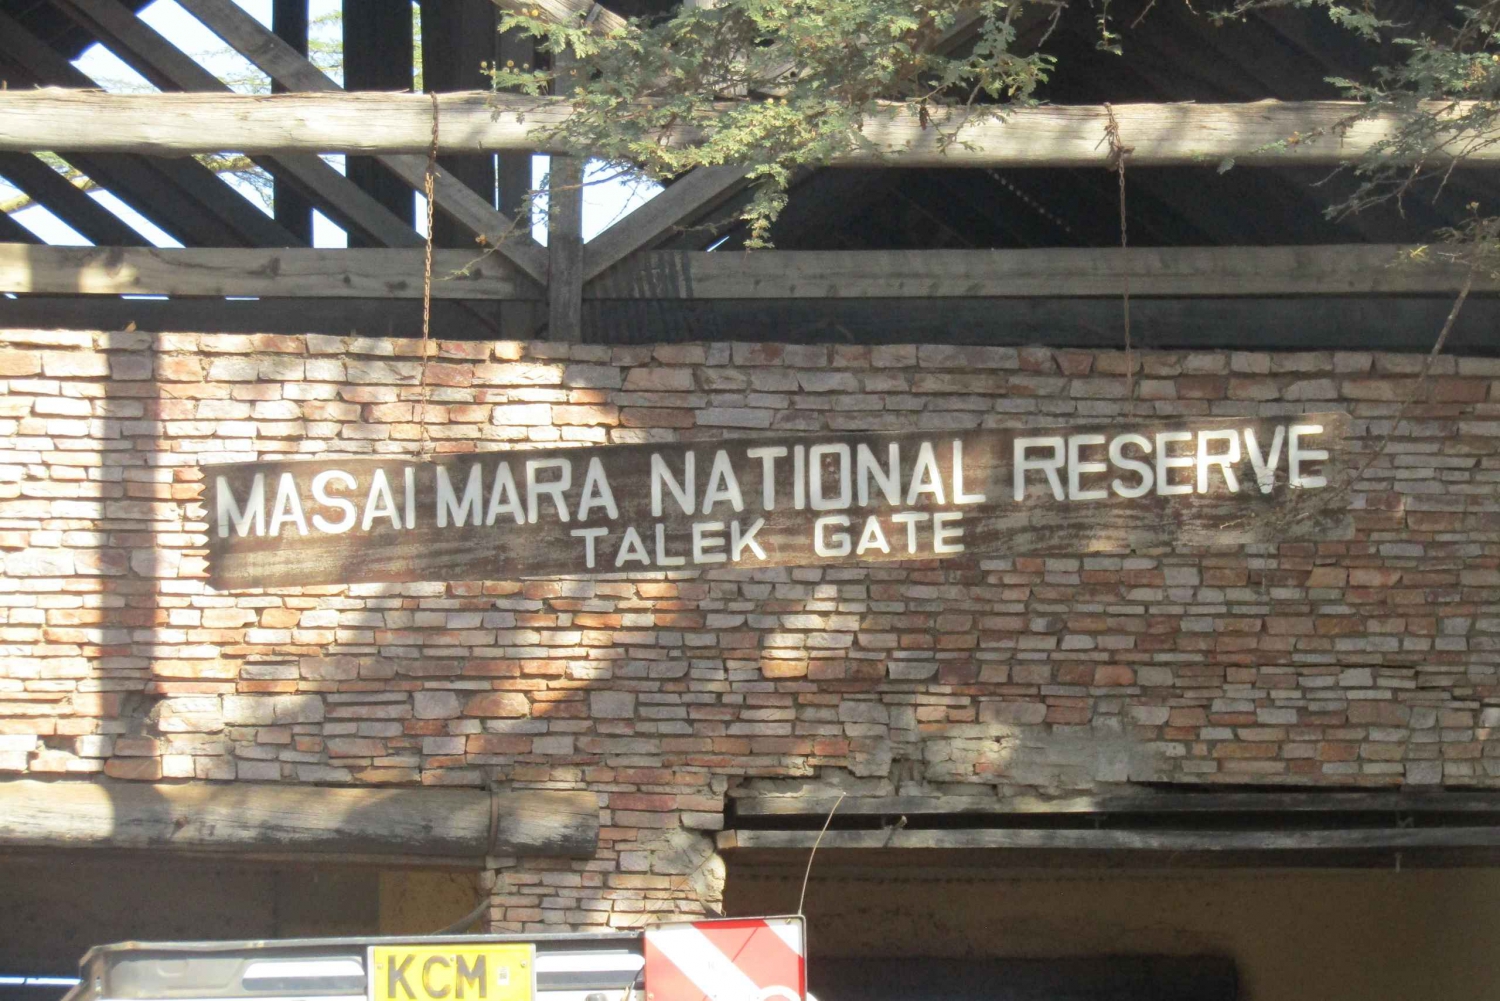 MASAI MARA NATIONAL RESERVE
TALEK GATE
KCM